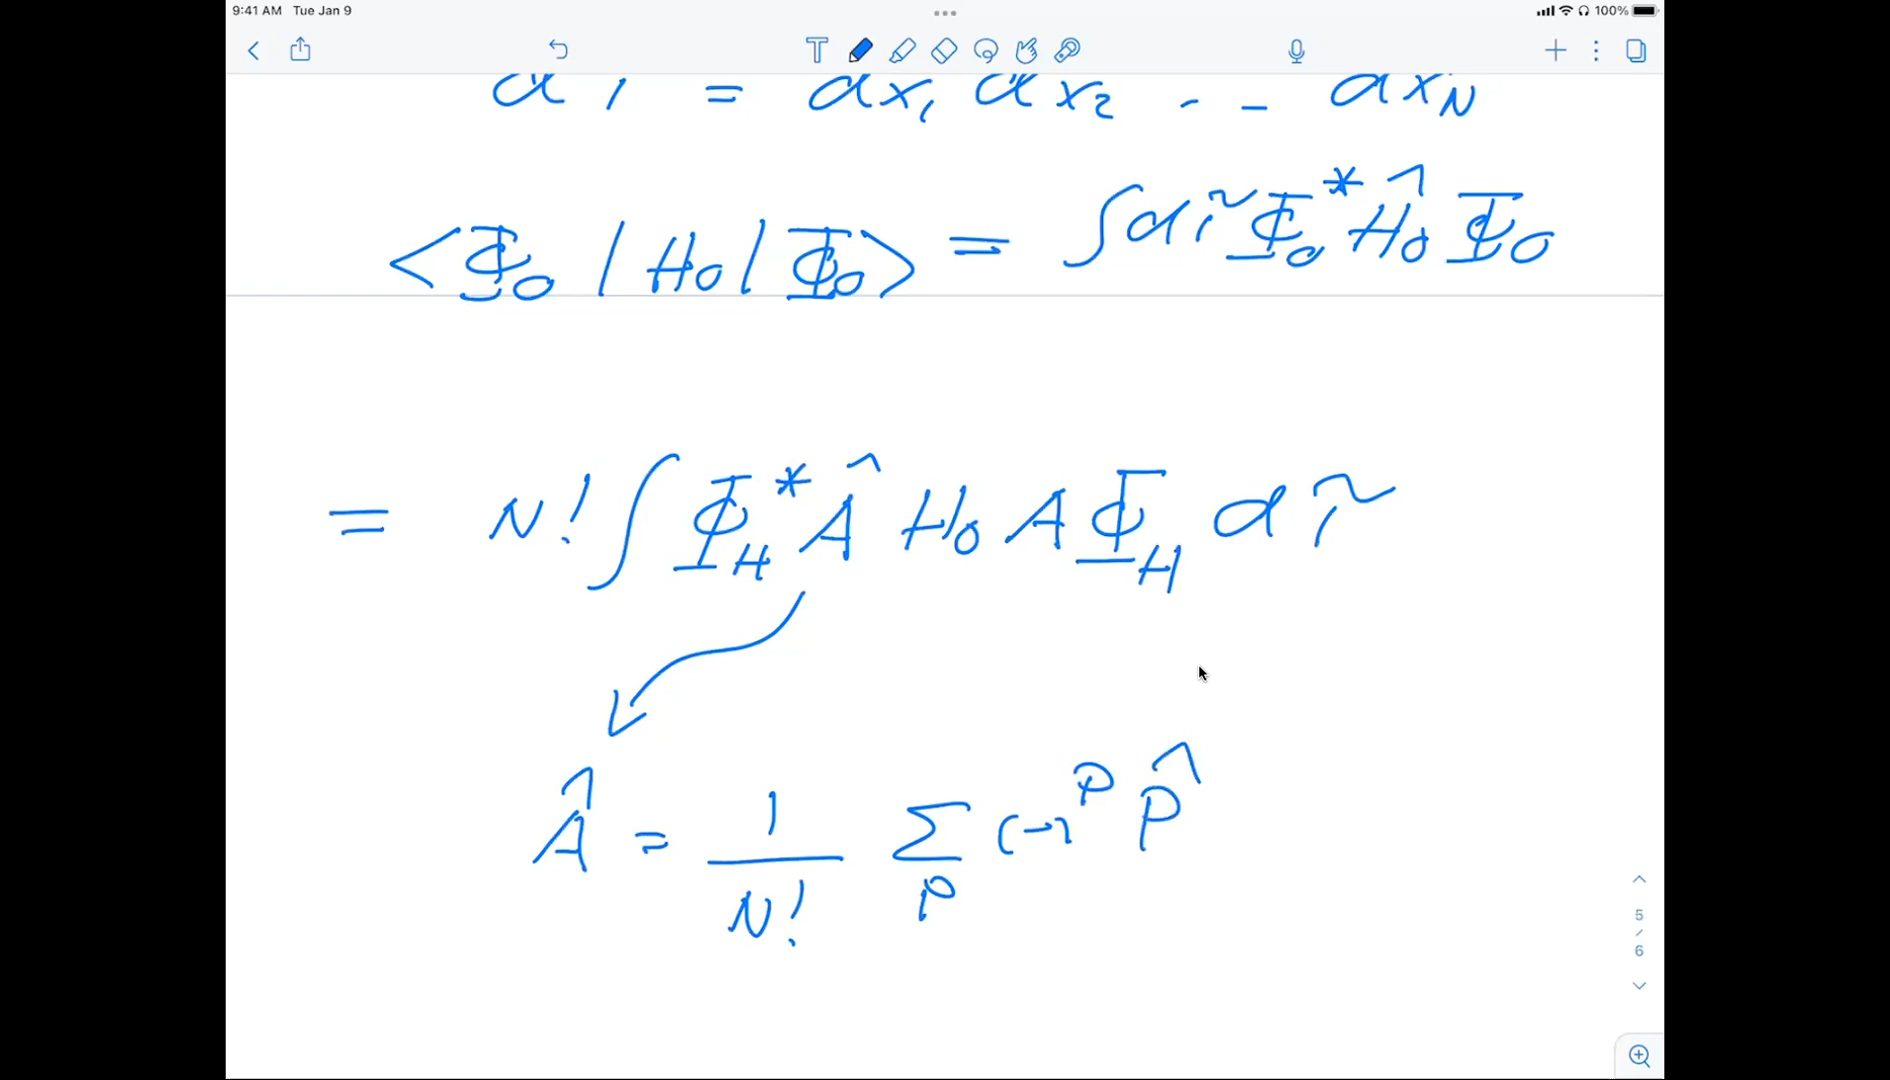 9:41 AM Tue Jan 9
100%
T
dτ = dx₁ dx₂ . . dx_N
<Φ₀ | H₀ | Φ₀> = ∫dτ̃ Φ₀* Ĥ₀ Φ₀
= N! ∫ Φ_H* Â H₀ A Φ_H dτ̃
 = 1/N! Σ_P (-)^P P̂
5
/
6